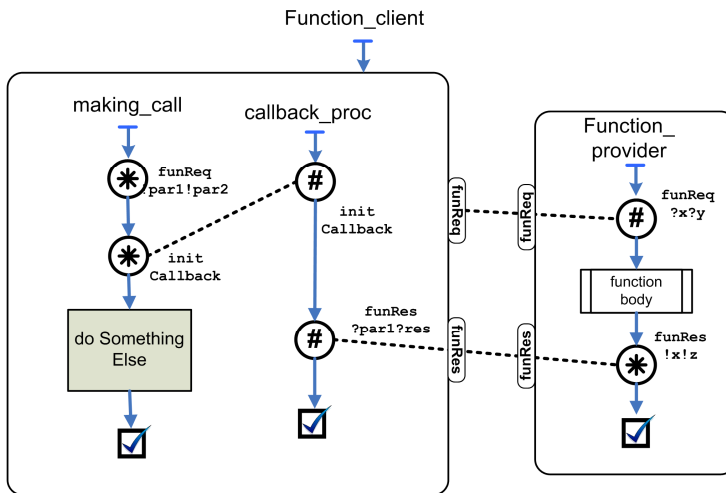 Function_client
making_call
callback_proc
Function_
provider
funReq
!par1!par2
init
Callback
do Something
Else
init
Callback
funRes
?par1?res
funReq
funRes
funReq
funRes
funReq
?x?y
function
body
funRes
!x!z